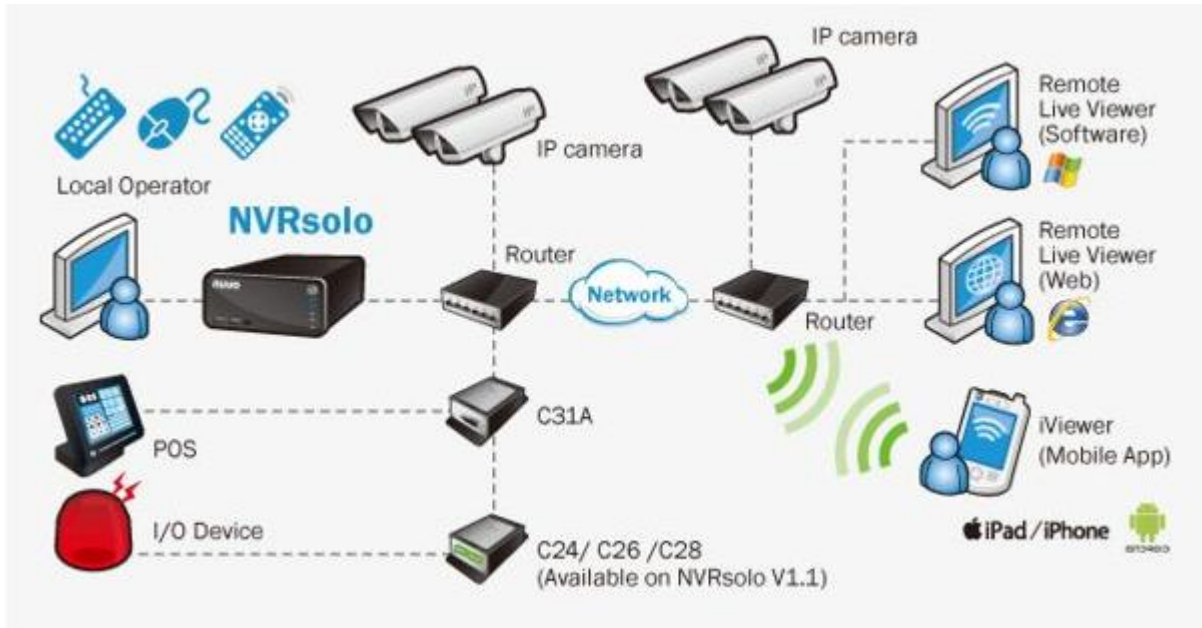 IP camera
IP camera
Remote
Live Viewer
(Software)
Local Operator
NVRsolo
Router
Network
Router
Remote
Live Viewer
(Web)
POS
C31A
iViewer
(Mobile App)
I/O Device
C24/ C26 /C28
(Available on NVRsolo V1.1)
iPad / iPhone
ANDROID